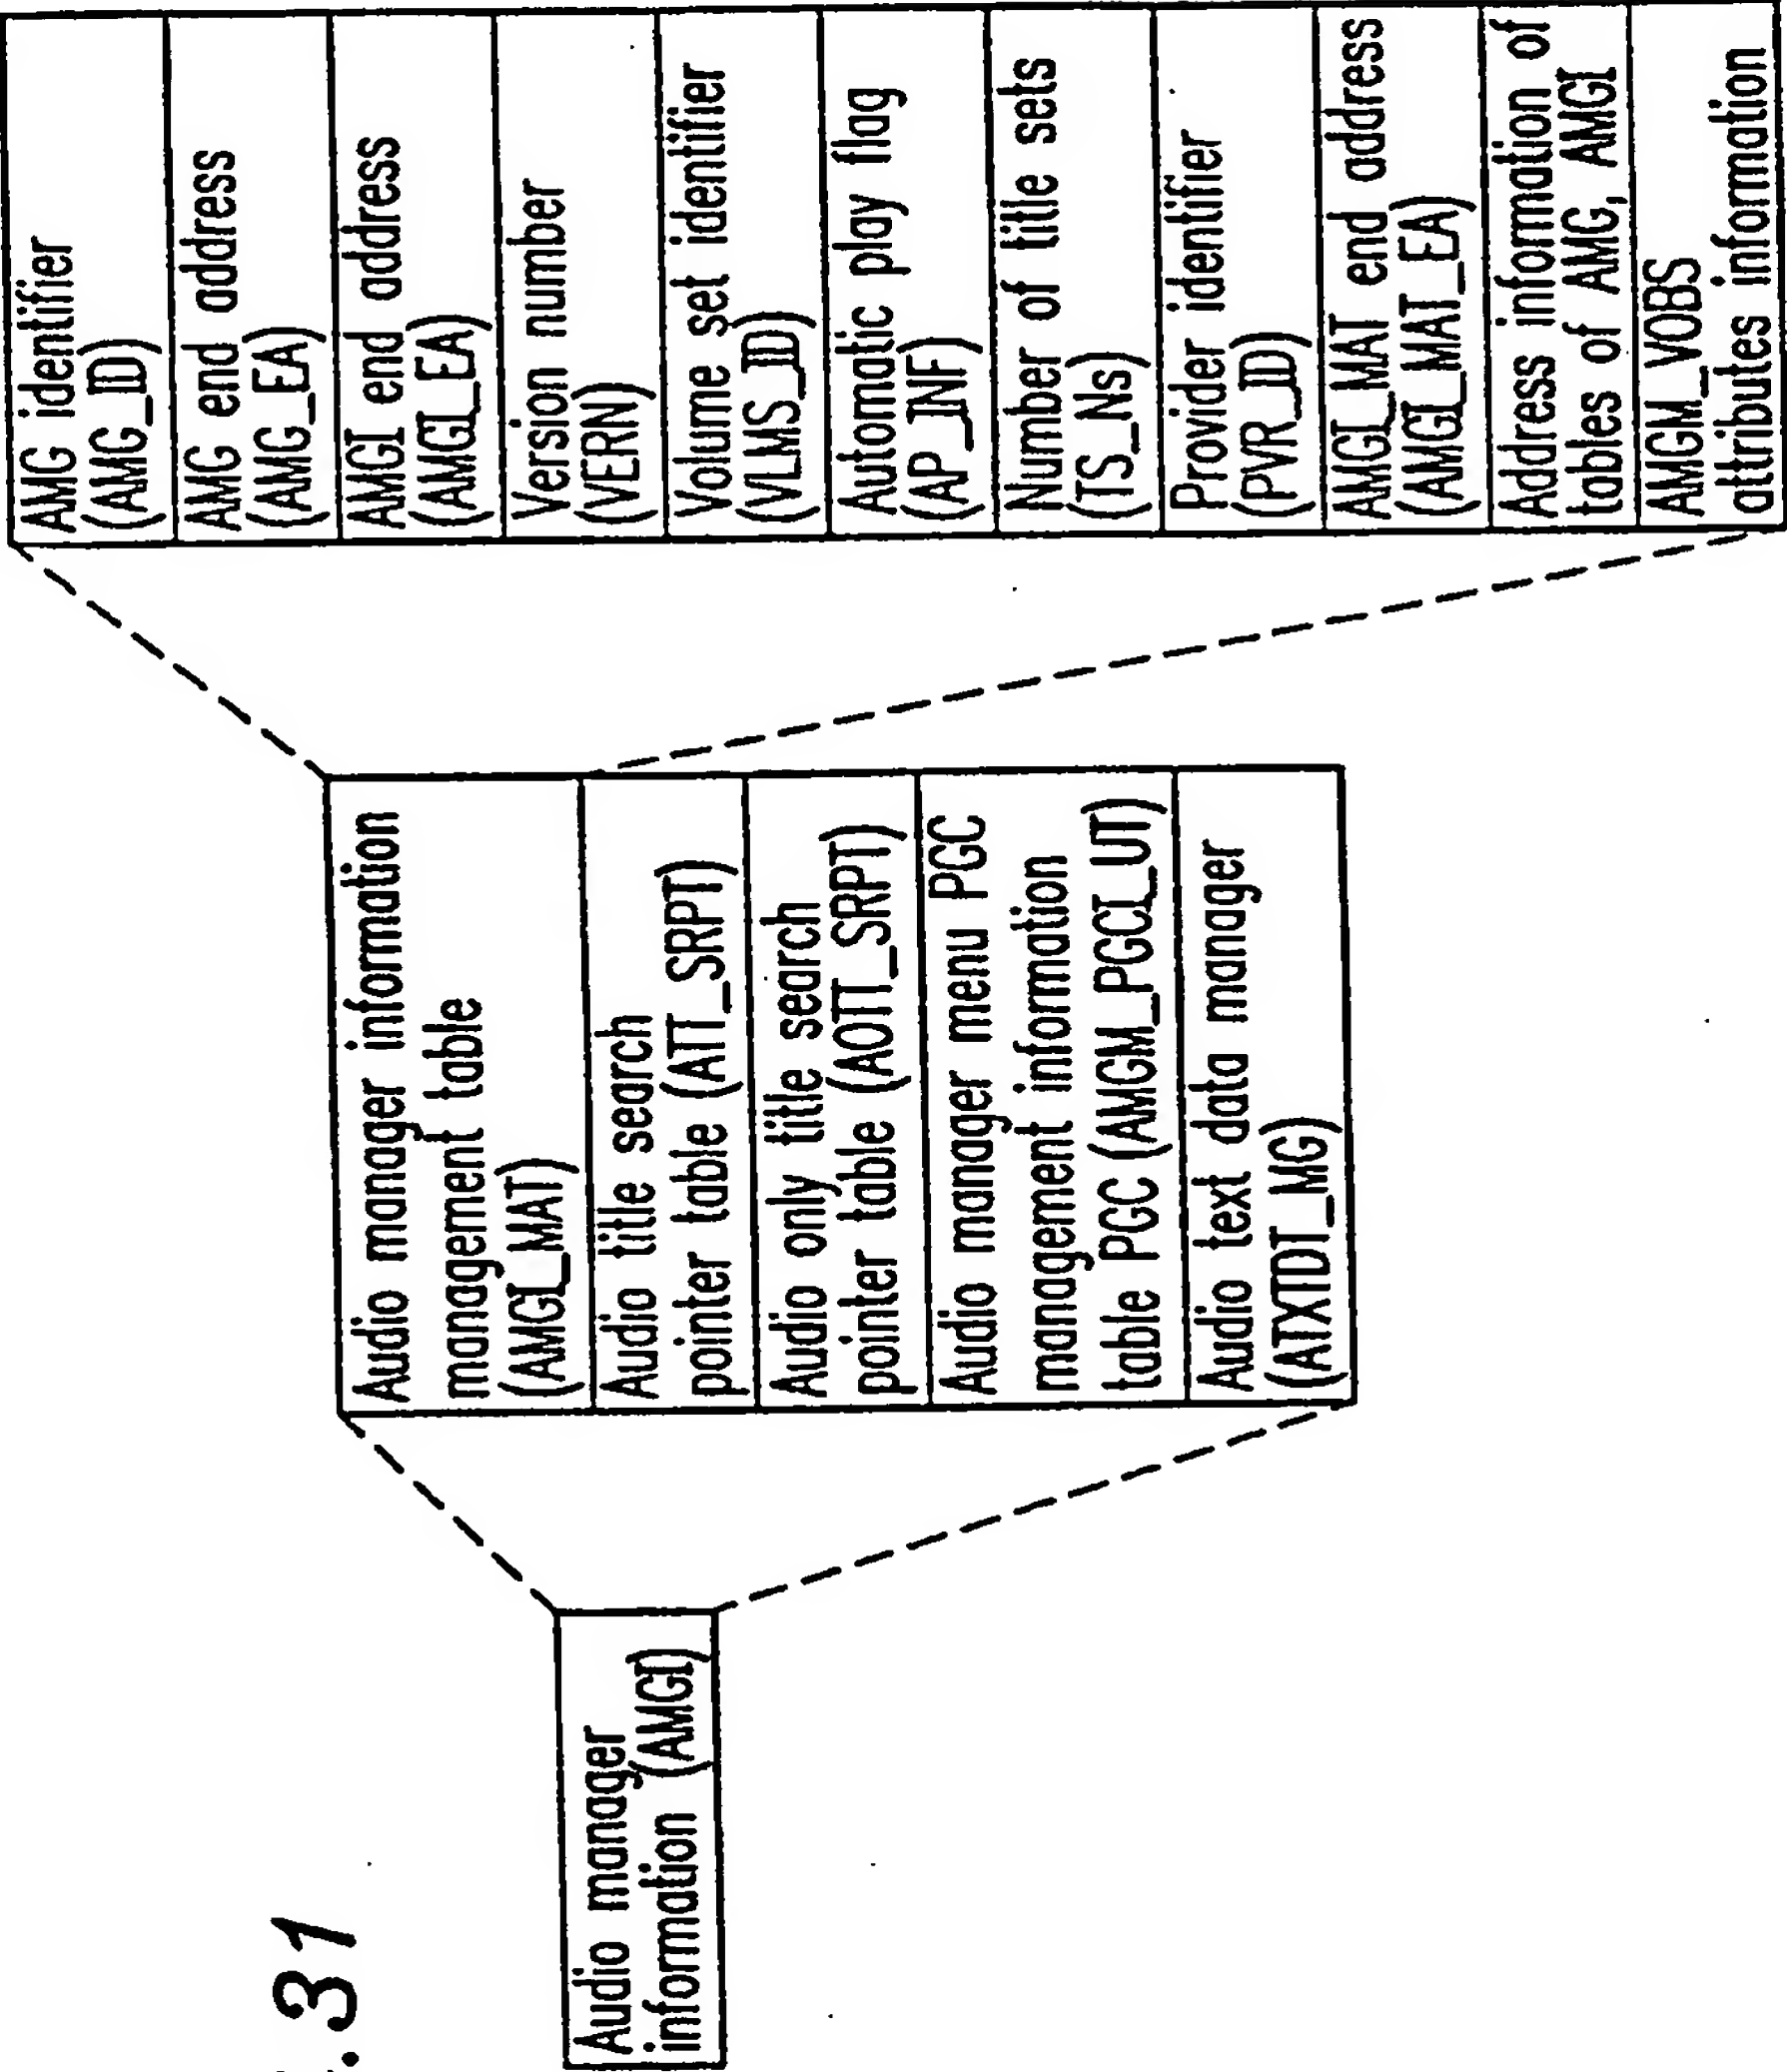 .31
Audio manager
information (AMGI)
Audio manager information
management table
(AMGI_MAT)
Audio title search
pointer table (ATT_SRPT)
Audio only title search
pointer table (AOTT_SRPT)
Audio manager menu PGC
management information
table PGC (AMGM_PGCI_UT)
Audio text data manager
(ATXTDT_MG)
AMG identifier
(AMG_ID)
AMG end address
(AMG_EA)
AMGI end address
(AMGI_EA)
Version number
(VERN)
Volume set identifier
(VLMS_ID)
Automatic play flag
(AP_INF)
Number of title sets
(TS_Ns)
Provider identifier
(PVR_ID)
AMGI_MAT end address
(AMGI_MAT_EA)
Address information of
tables of AMG, AMGI
AMGM_VOBS
attributes information